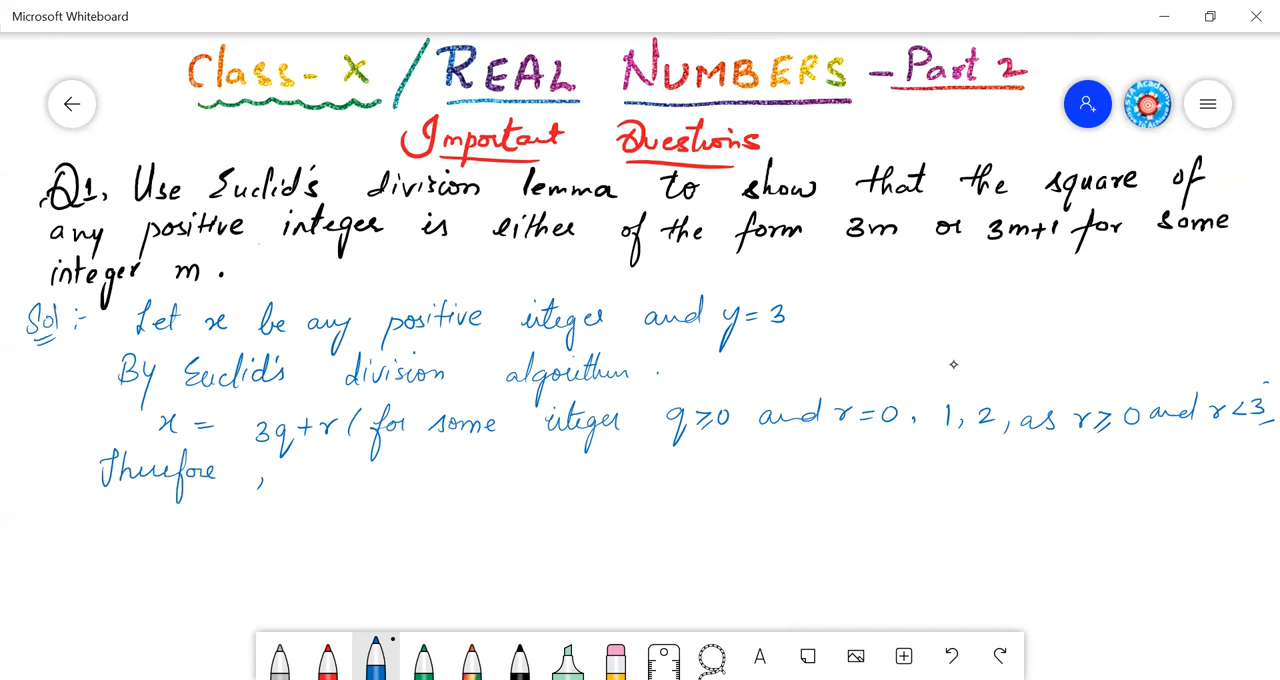 Microsoft Whiteboard
Class-X / REAL NUMBERS - Part 2
Important Questions
Q1. Use Euclid's division lemma to show that the square of
any positive integer is either of the form 3m or 3m+1 for some
integer m.
Sol:- Let x be any positive integer and y = 3
By Euclid's division algorithm.
x = 3q+r (for some integer q≥0 and r=0, 1, 2, as r≥0 and r<3
Therefore,
A